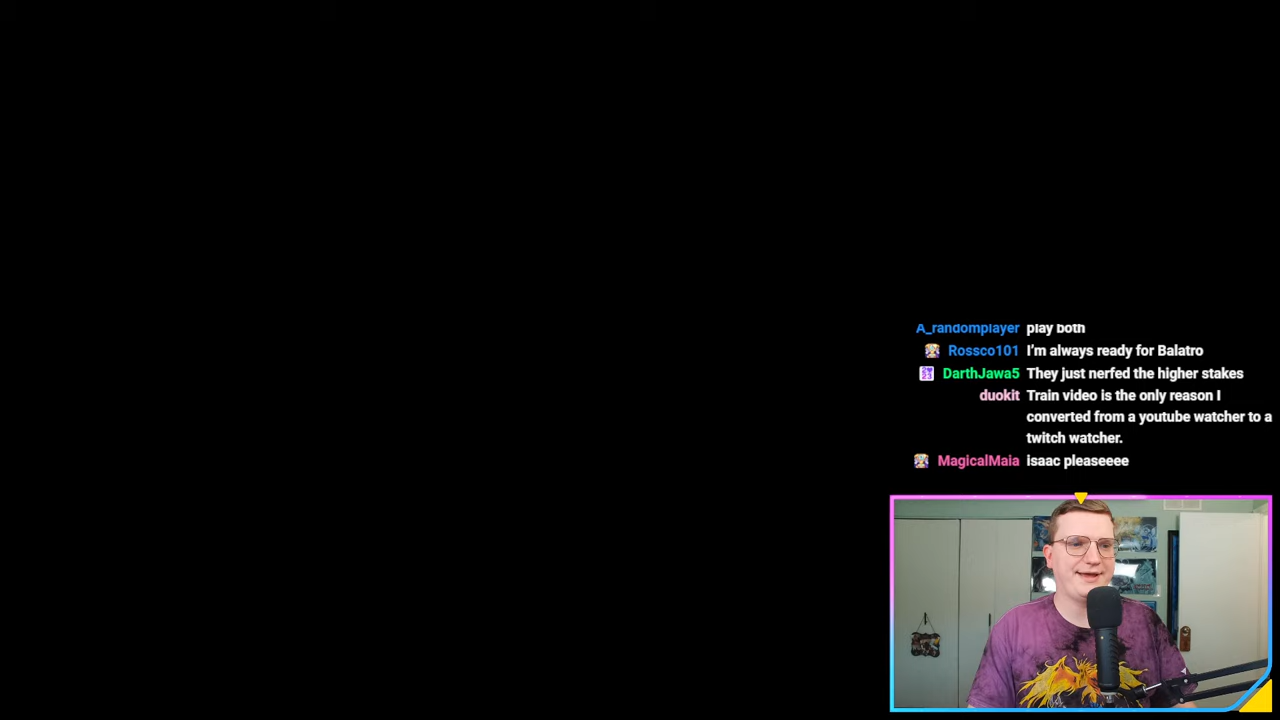 A_randomplayer play both
Rossco101 I'm always ready for Balatro
DarthJawa5 They just nerfed the higher stakes
duokit Train video is the only reason I
converted from a youtube watcher to a
twitch watcher.
MagicalMaia isaac pleaseeee